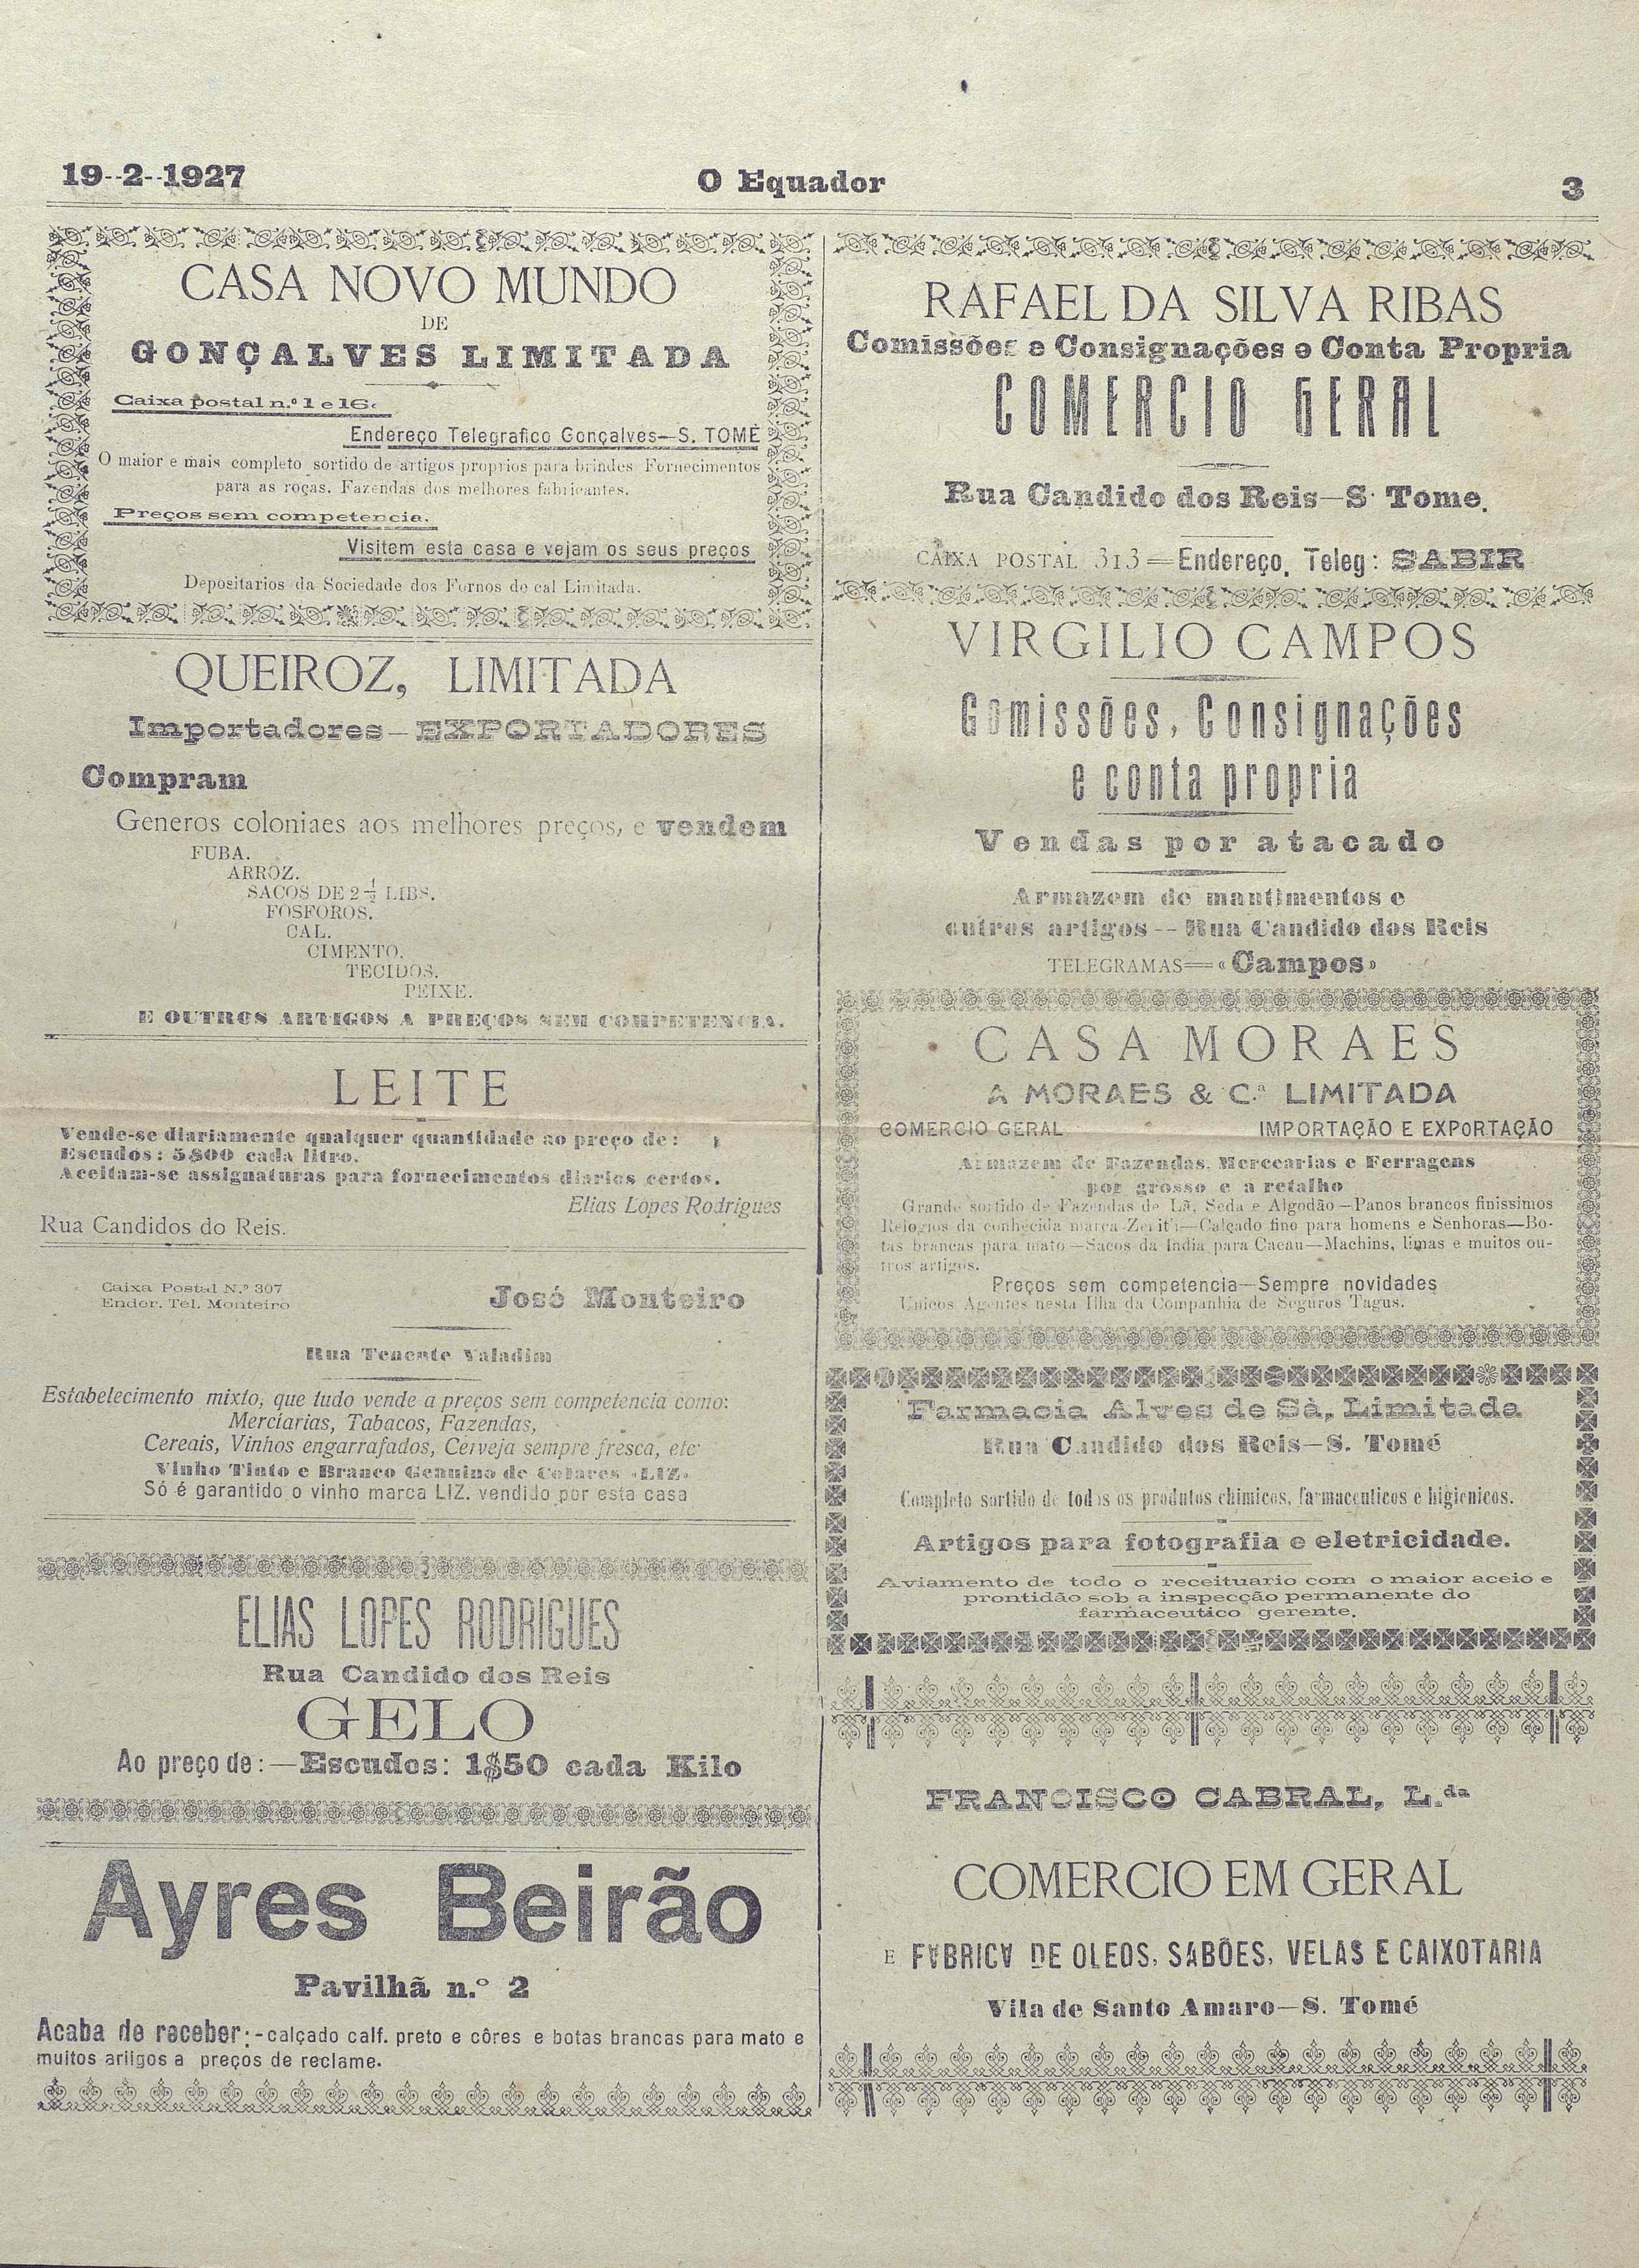 19--2--1927
O Equador
3
CASA NOVO MUNDO
DE
GONÇALVES LIMITADA
Caixa postal n.º 1 e 16
Endereço Telegrafico Gonçalves—S. TOMÉ
O maior e mais completo sortido de artigos proprios para brindes Fornecimentos
para as roças. Fazendas dos melhores fabricantes.
Preços sem competencia.
Visitem esta casa e vejam os seus preços
Depositarios da Sociedade dos Fornos de cal Limitada.
QUEIROZ, LIMITADA
Importadores—EXPORTADORES
Compram
Generos coloniaes aos melhores preços, e vendem
FUBA.
ARROZ.
SACOS DE 2 ½ LIBS.
FOSFOROS.
CAL.
CIMENTO.
TECIDOS.
PEIXE.
E OUTROS ARTIGOS A PREÇOS SEM COMPETENCIA.
LEITE
Vende-se diariamente qualquer quantidade ao preço de:
Escudos: 5$00 cada litro.
Aceitam-se assignaturas para fornecimentos diarios certos.
Elias Lopes Rodrigues
Rua Candidos do Reis.
Caixa Postal N.º 307
Ender. Tel. Monteiro
José Monteiro
Rua Tenente Valadim
Estabelecimento mixto, que tudo vende a preços sem competencia como:
Merciarias, Tabacos, Fazendas,
Cereais, Vinhos engarrafados, Cerveja sempre fresca, etc
Vinho Tinto e Branco Genuino de Colares «LIZ»
Só é garantido o vinho marca LIZ. vendido por esta casa
ELIAS LOPES RODRIGUES
Rua Candido dos Reis
GELO
Ao preço de:—Escudos: 1$50 cada Kilo
Ayres Beirão
Pavilhã n.º 2
Acaba de receber:-calçado calf. preto e côres e botas brancas para mato e
muitos ariigos a preços de reclame.
RAFAEL DA SILVA RIBAS
Comissões e Consignações e Conta Propria
COMERCIO GERAL
Rua Candido dos Reis—S. Tome.
CAIXA POSTAL 313=Endereço. Teleg: SABIR
VIRGILIO CAMPOS
Gomissões, Consignações
e conta propria
Vendas por atacado
Armazem de mantimentos e
outros artigos--Rua Candido dos Reis
TELEGRAMAS=«Campos»
CASA MORAES
A MORAES & C.ª LIMITADA
COMERCIO GERAL
IMPORTAÇÃO E EXPORTAÇÃO
Armazem de Fazendas, Mercearias e Ferragens
por grosso e a retalho
Grande sortido de Fazendas de Lã, Seda e Algodão—Panos brancos finissimos
Relogios da conhecida marca Zenith—Calçado fino para homens e Senhoras—Bo-
tas brancas para mato—Sacos da India para Cacau—Machins, limas e muitos ou-
tros artigos.
Preços sem competencia—Sempre novidades
Unicos Agentes nesta Ilha da Companhia de Seguros Tagus.
Farmacia Alves de Sà, Limitada
Rua Candido dos Reis—S. Tomé
Completo sortido de todos os produtos chimicos, farmaceuticos e higienicos.
Artigos para fotografia e eletricidade.
Aviamento de todo o receituario com o maior aceio e
prontidão sob a inspecção permanente do
farmaceutico gerente.
FRANCISCO CABRAL, L.da
COMERCIO EM GERAL
E FABRICA DE OLEOS, SABÕES, VELAS E CAIXOTARIA
Vila de Santo Amaro—S. Tomé